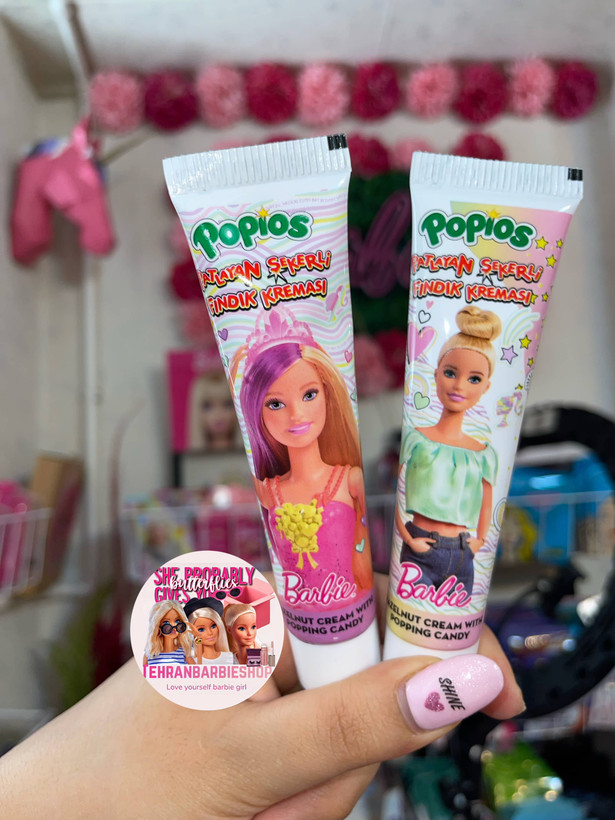 Popios
PATLAYAN ŞEKERLİ
FINDIK KREMASI
Barbie
HAZELNUT CREAM WITH
POPPING CANDY
Popios
PATLAYAN ŞEKERLİ
FINDIK KREMASI
Barbie
HAZELNUT CREAM WITH
POPPING CANDY
SHE PROBABLY
butterflies
GIVES YOU
TEHRANBARBIESHOP
Love yourself barbie girl
SHINE